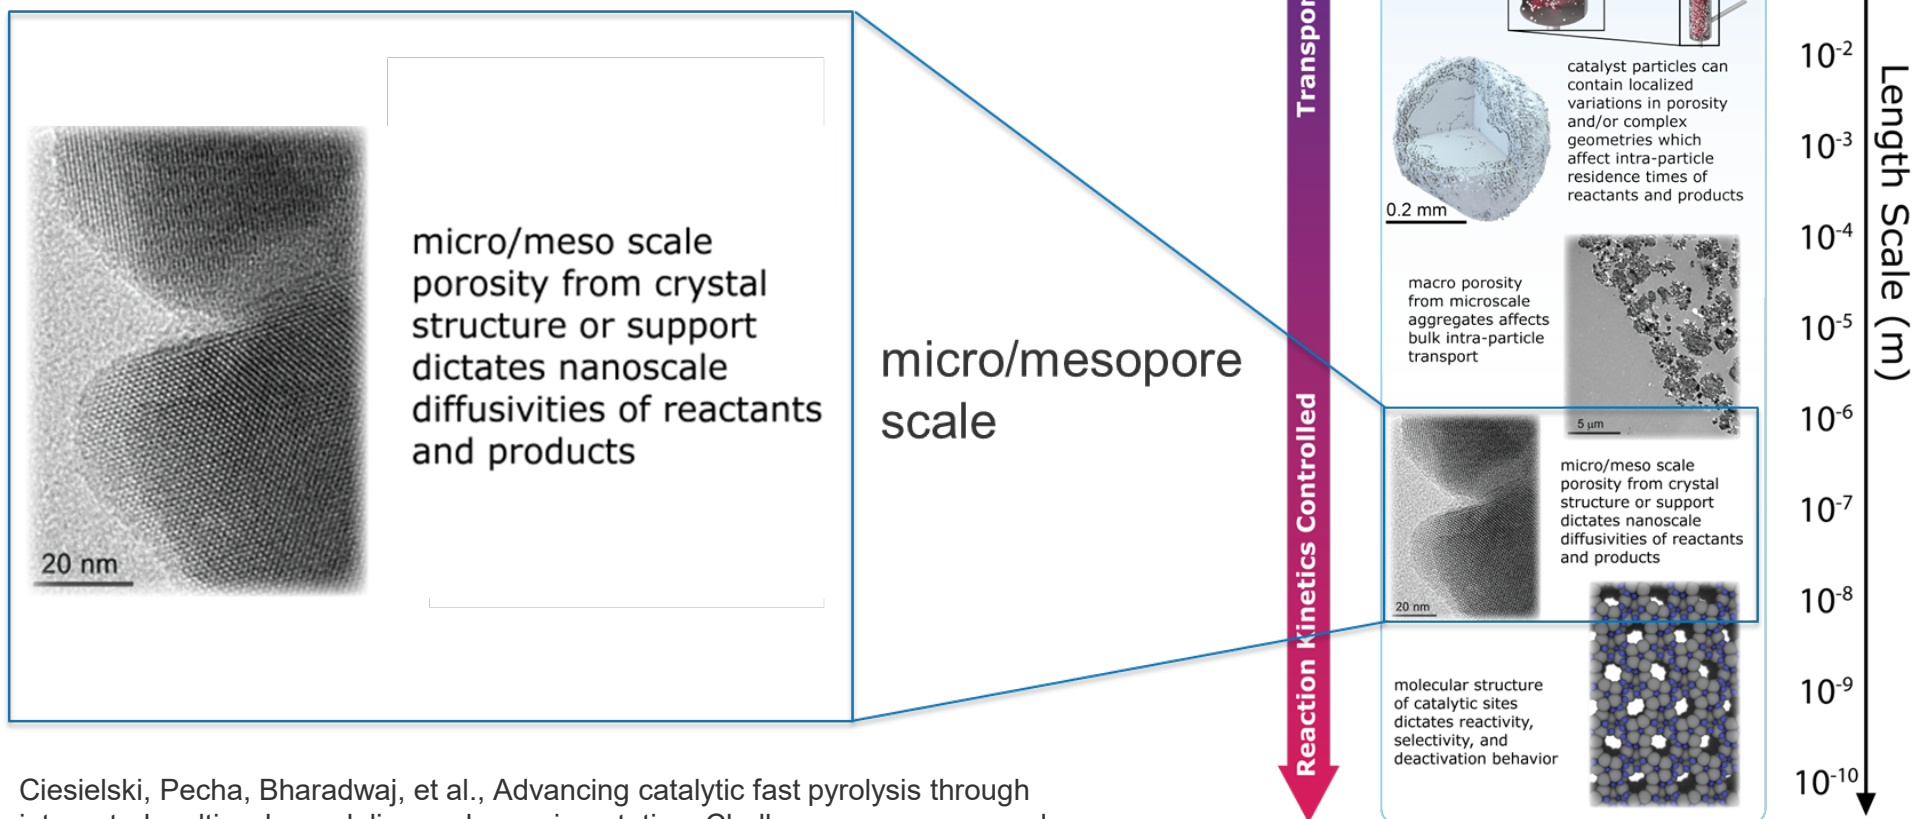 20 nm
micro/meso scale
porosity from crystal
structure or support
dictates nanoscale
diffusivities of reactants
and products
micro/mesopore
scale
Reaction Kinetics Controlled
catalyst particles can
contain localized
variations in porosity
and/or complex
geometries which
affect intra-particle
residence times of
reactants and products
0.2 mm
macro porosity
from microscale
aggregates affects
bulk intra-particle
transport
5 μm
micro/meso scale
porosity from crystal
structure or support
dictates nanoscale
diffusivities of reactants
and products
20 nm
molecular structure
of catalytic sites
dictates reactivity,
selectivity, and
deactivation behavior
10⁻²
10⁻³
10⁻⁴
10⁻⁵
10⁻⁶
10⁻⁷
10⁻⁸
10⁻⁹
10⁻¹⁰
Length Scale (m)
Ciesielski, Pecha, Bharadwaj, et al., Advancing catalytic fast pyrolysis through